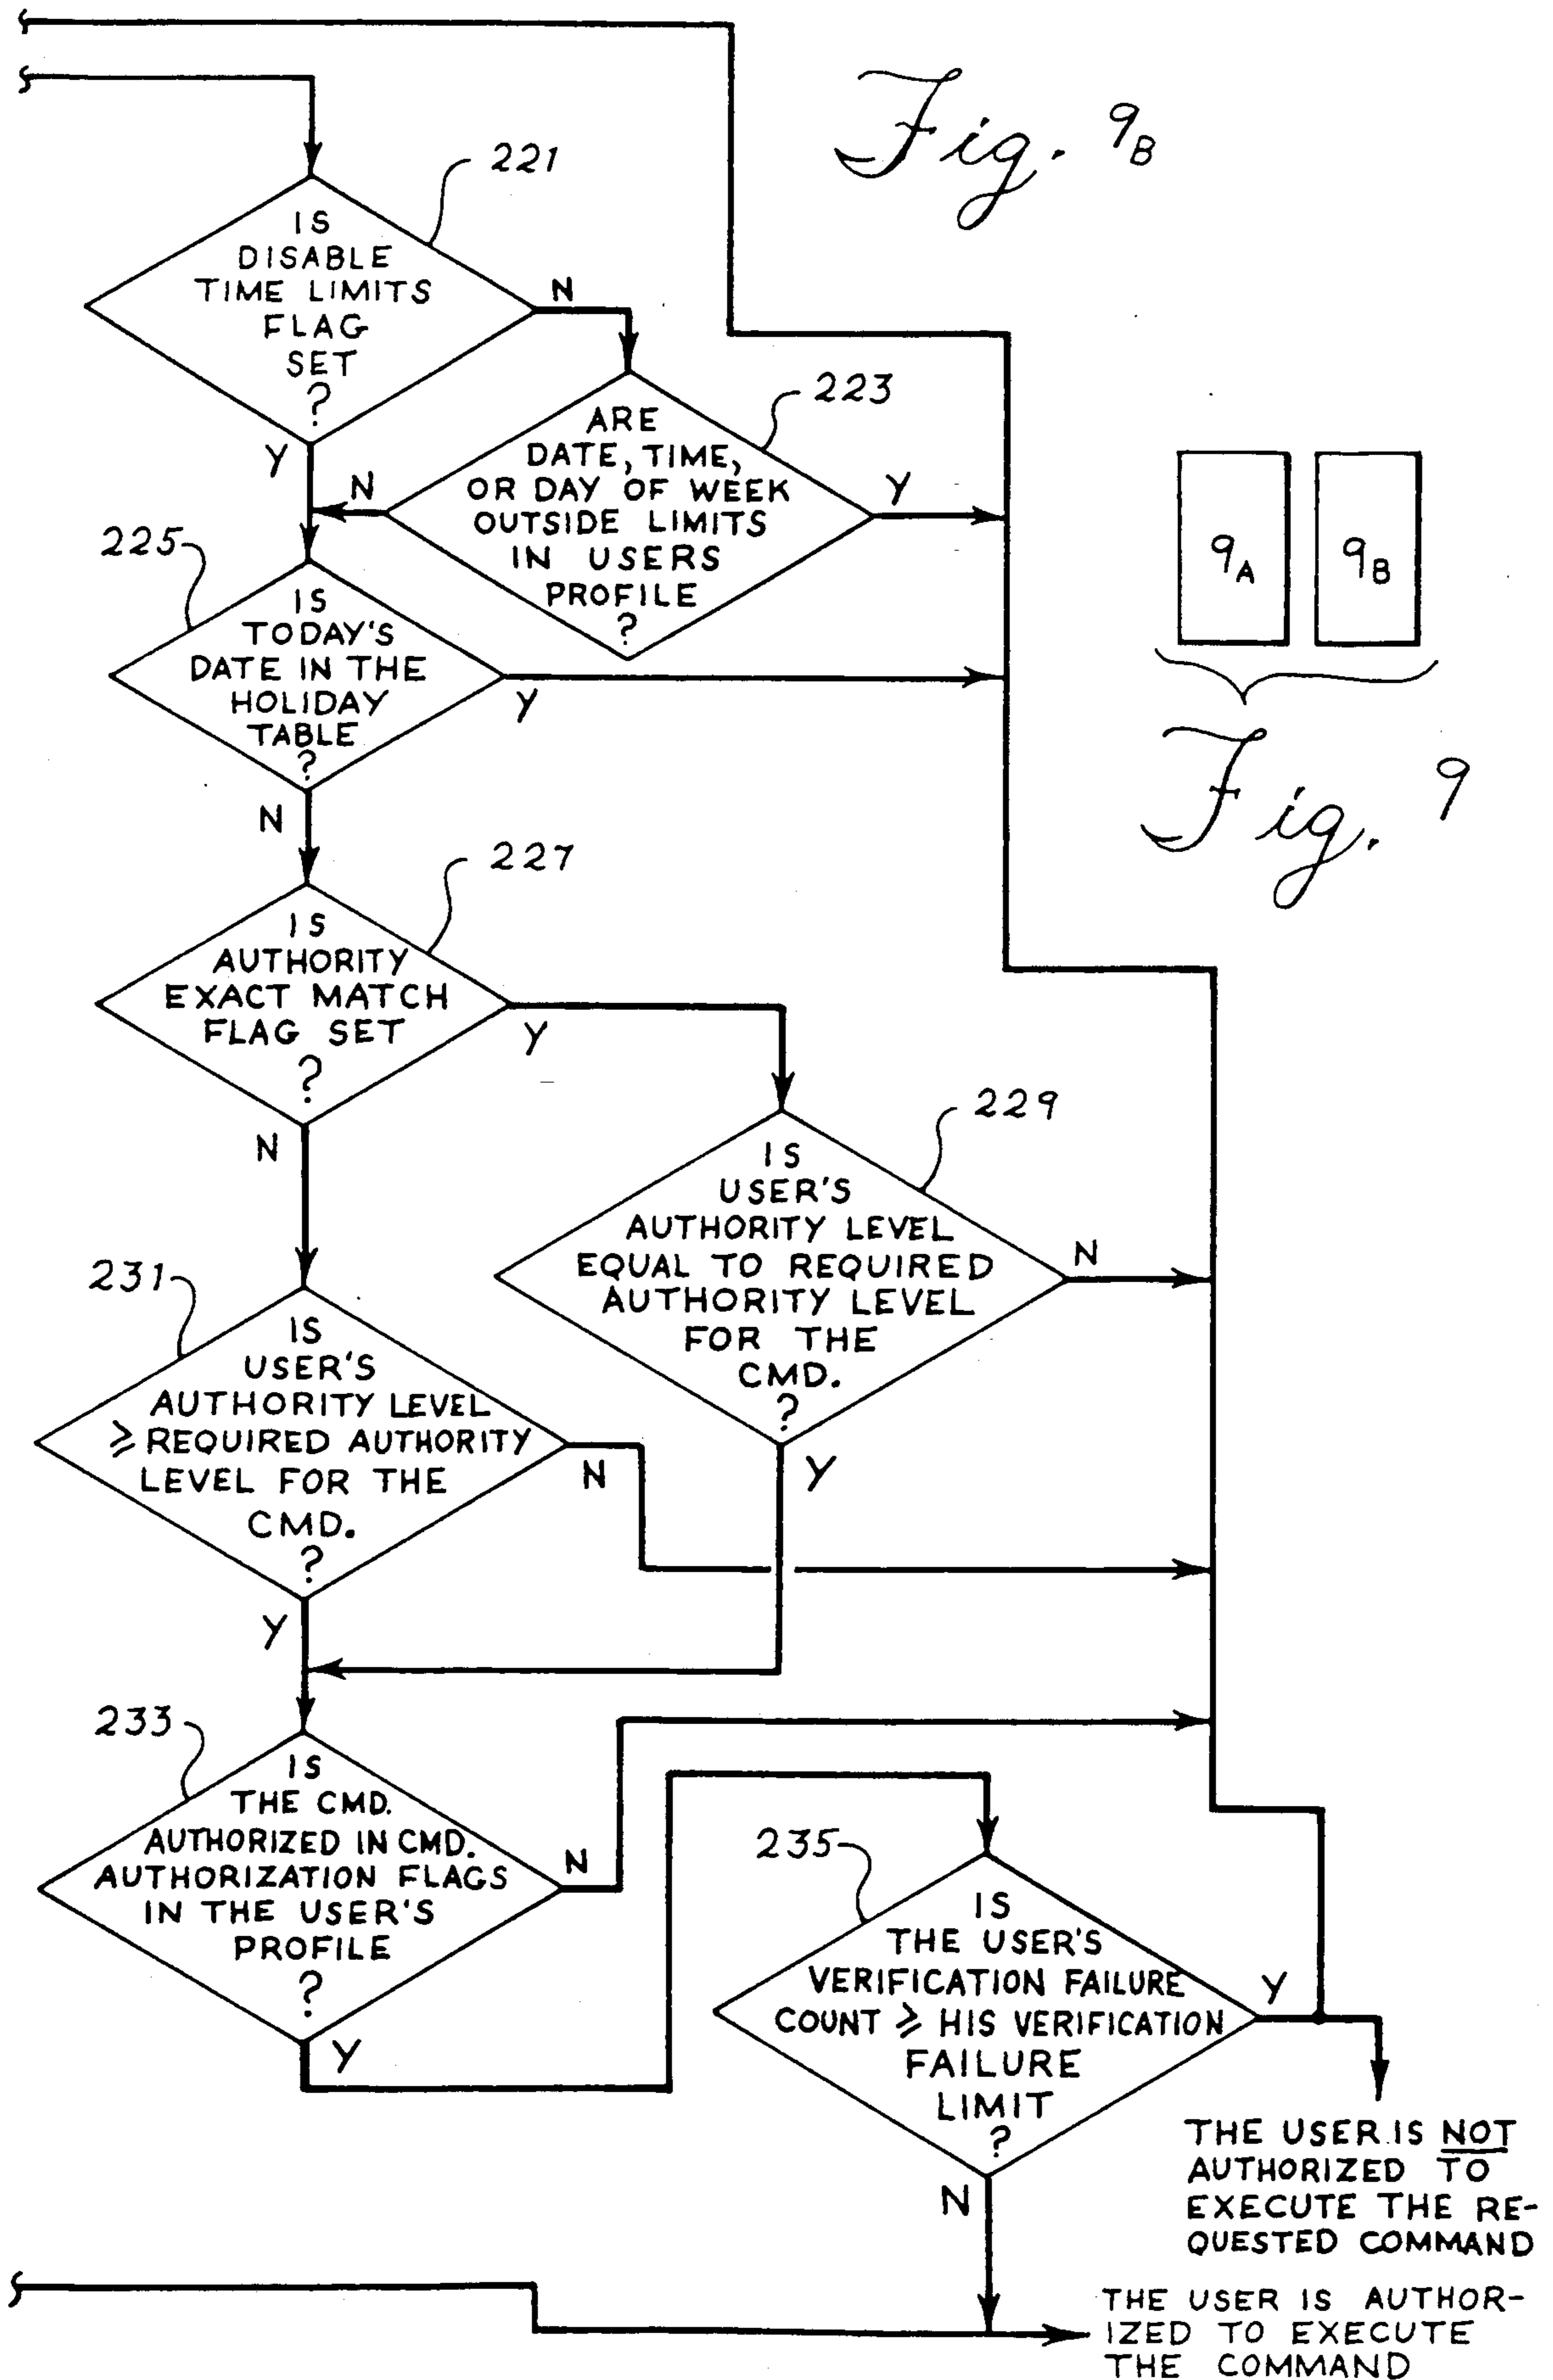 Fig. 9B
221
IS
DISABLE
TIME LIMITS
FLAG
SET
?
N
Y
223
ARE
DATE, TIME,
OR DAY OF WEEK
OUTSIDE LIMITS
IN USERS
PROFILE
?
N
Y
225
IS
TODAY'S
DATE IN THE
HOLIDAY
TABLE
?
Y
N
9A
9B
Fig. 9
227
IS
AUTHORITY
EXACT MATCH
FLAG SET
?
Y
N
229
IS
USER'S
AUTHORITY LEVEL
EQUAL TO REQUIRED
AUTHORITY LEVEL
FOR THE
CMD.
?
N
Y
231
IS
USER'S
AUTHORITY LEVEL
≥ REQUIRED AUTHORITY
LEVEL FOR THE
CMD.
?
N
Y
233
IS
THE CMD.
AUTHORIZED IN CMD.
AUTHORIZATION FLAGS
IN THE USER'S
PROFILE
?
N
Y
235
IS
THE USER'S
VERIFICATION FAILURE
COUNT ≥ HIS VERIFICATION
FAILURE
LIMIT
?
Y
N
THE USER IS NOT
AUTHORIZED TO
EXECUTE THE RE-
QUESTED COMMAND
THE USER IS AUTHOR-
IZED TO EXECUTE
THE COMMAND